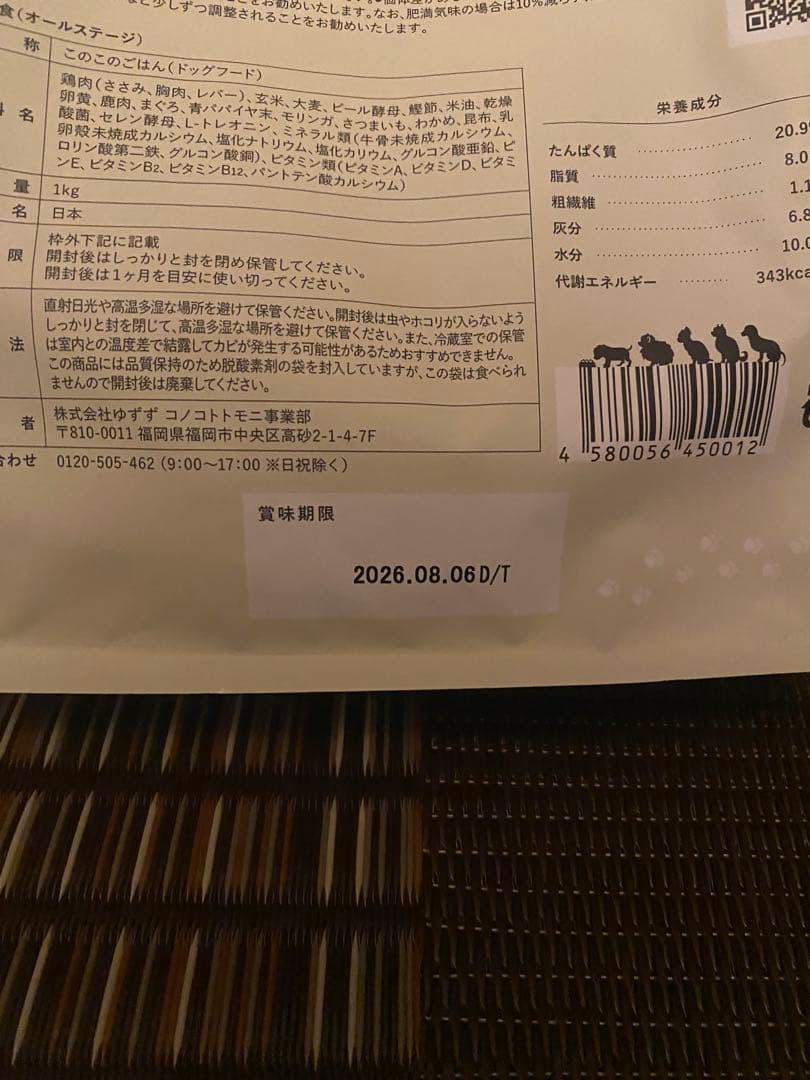 お勧めいたします。
など少しずつ調整されることをお勧めいたします。なお、肥満気味の場合は10%減ら
食(オールステージ)
称 このこのごはん(ドッグフード)
名 鶏肉(ささみ、胸肉、レバー)、玄米、大麦、ビール酵母、鰹節、米油、乾燥
卵黄、鹿肉、まぐろ、青パパイヤ末、モリンガ、さつまいも、わかめ、昆布、乳
酸菌、セレン酵母、L-トレオニン、ミネラル類(牛骨未焼成カルシウム、
卵殻未焼成カルシウム、塩化ナトリウム、塩化カリウム、グルコン酸亜鉛、ピ
ロリン酸第二鉄、グルコン酸銅)、ビタミン類(ビタミンA、ビタミンD、ビタミ
ンE、ビタミンB2、ビタミンB12、パントテン酸カルシウム)
量 1kg
名 日本
限 枠外下記に記載
開封後はしっかりと封を閉め保管してください。
開封後は1ヶ月を目安に使い切ってください。
法 直射日光や高温多湿な場所を避けて保管ください。開封後は虫やホコリが入らないよう
しっかりと封を閉じて、高温多湿な場所を避けて保管ください。また、冷蔵室での保管
は室内との温度差で結露してカビが発生する可能性があるためおすすめできません。
この商品には品質保持のため脱酸素剤の袋を封入していますが、この袋は食べられ
ませんので開封後は廃棄してください。
者 株式会社ゆずず コノコトトモニ事業部
〒810-0011 福岡県福岡市中央区高砂2-1-4-7F
合わせ 0120-505-462 (9:00〜17:00 ※日祝除く)
栄養成分
たんぱく質 ‥‥‥‥ 20.9
脂質 ‥‥‥‥ 8.0
粗繊維 ‥‥‥‥ 1.1
灰分 ‥‥‥‥ 6.8
水分 ‥‥‥‥ 10.0
代謝エネルギー ‥‥‥ 343kca
4 580056 450012
賞味期限
2026.08.06D/T